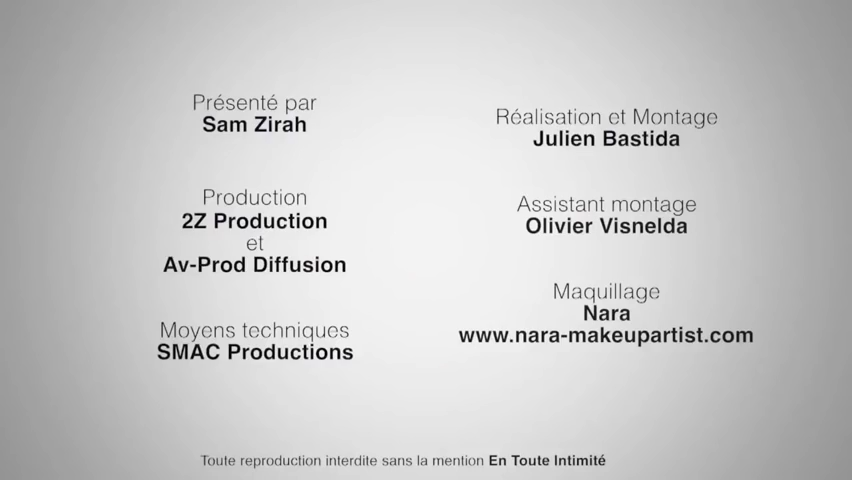 Présenté par
Sam Zirah
Production
2Z Production
et
Av-Prod Diffusion
Moyens techniques
SMAC Productions
Réalisation et Montage
Julien Bastida
Assistant montage
Olivier Visnelda
Maquillage
Nara
www.nara-makeupartist.com
Toute reproduction interdite sans la mention En Toute Intimité